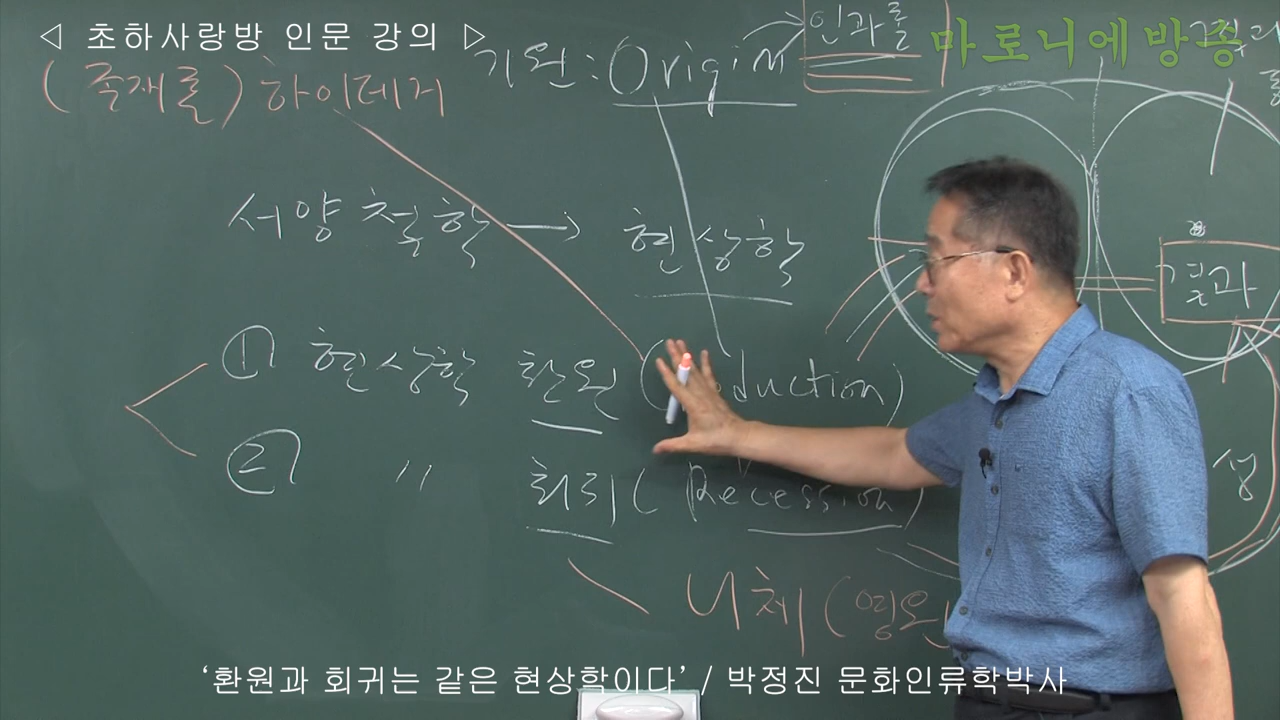 ◁ 초하사랑방 인문 강의 ▷
마로니에방송
기원 : Origin
인과률
(존재론) 하이데거
서양철학 → 현상학
결과
① 현상학 환원 (Reduction)
② 〃 회귀 (Recession)
성
니체 (영원
‘환원과 회귀는 같은 현상학이다’ / 박정진 문화인류학박사